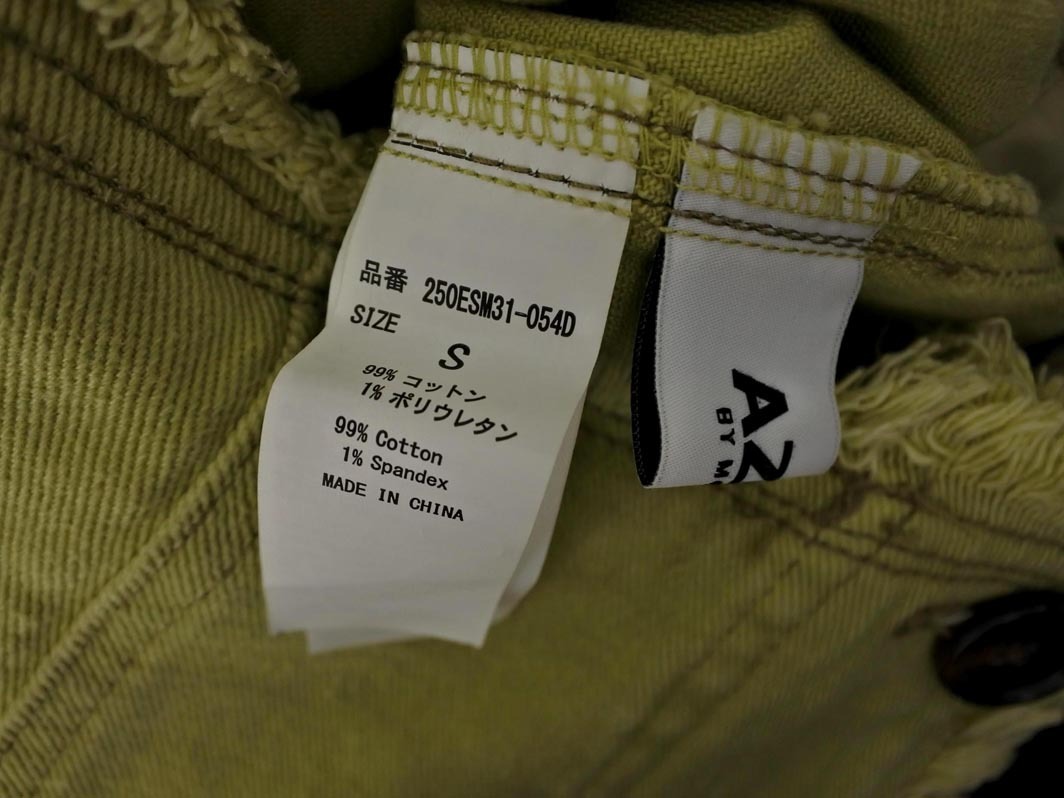 品番 250ESM31-054D
SIZE
S
99% コットン
1% ポリウレタン
99% Cotton
1% Spandex
MADE IN CHINA
BY